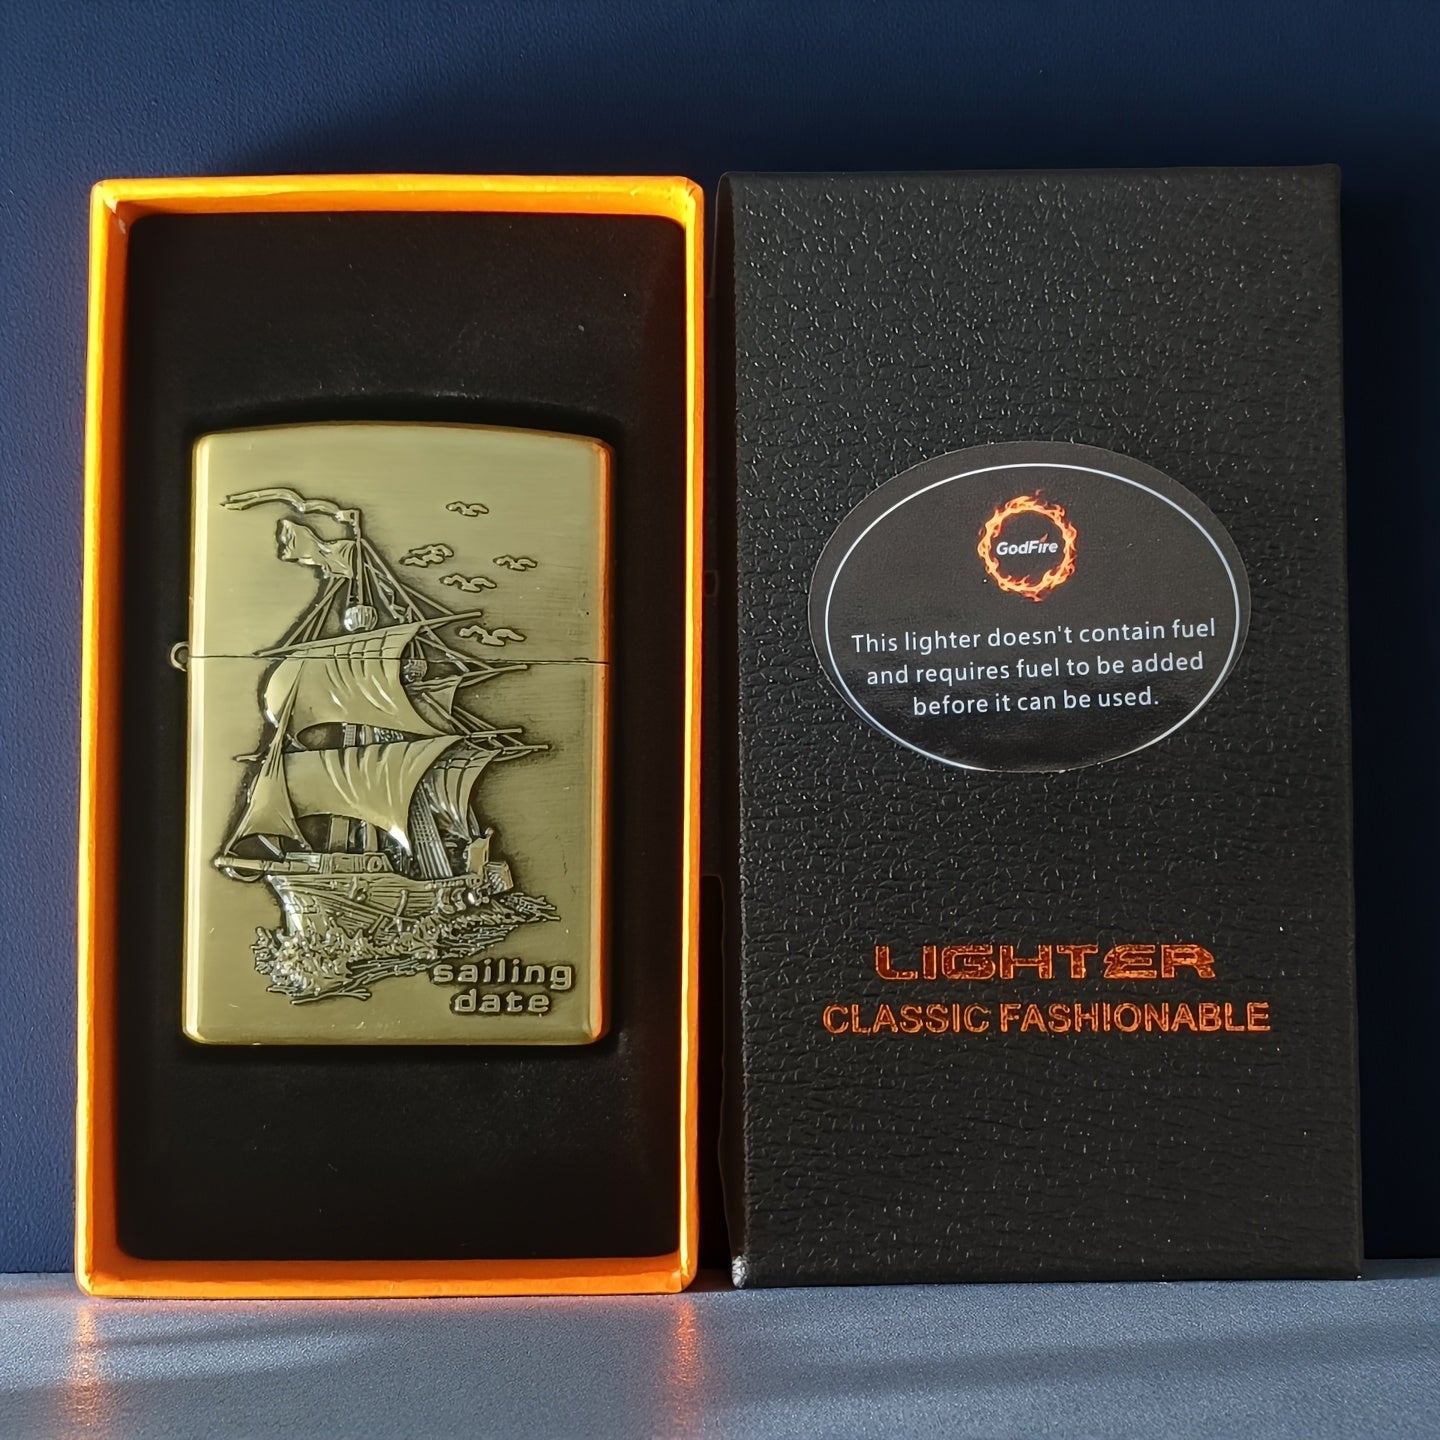 sailing
date
GodFire
This lighter doesn't contain fuel
and requires fuel to be added
before it can be used.
LIGHTER
CLASSIC FASHIONABLE